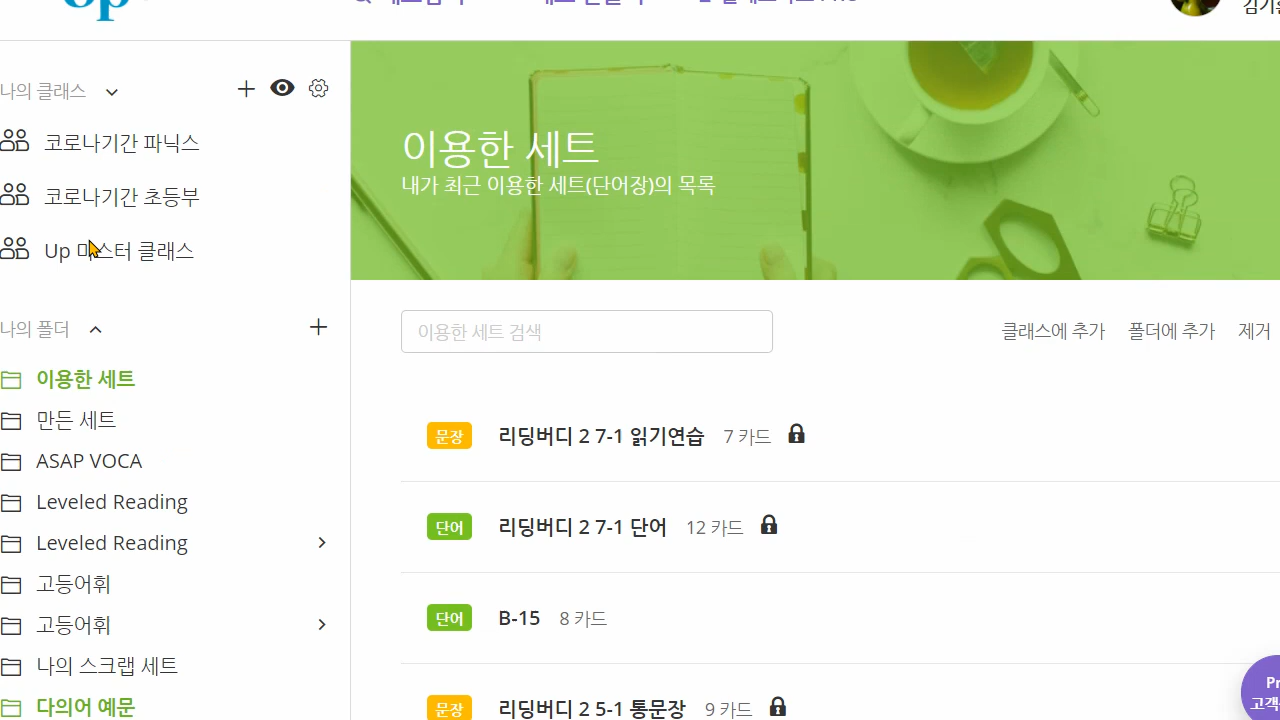 up
나의 클래스
코로나기간 파닉스
코로나기간 초등부
Up 마스터 클래스
나의 폴더
이용한 세트
만든 세트
ASAP VOCA
Leveled Reading
Leveled Reading
고등어휘
고등어휘
나의 스크랩 세트
다의어 예문
이용한 세트
내가 최근 이용한 세트(단어장)의 목록
이용한 세트 검색
클래스에 추가 폴더에 추가 제거
문장 리딩버디 2 7-1 읽기연습 7 카드
단어 리딩버디 2 7-1 단어 12 카드
단어 B-15 8 카드
문장 리딩버디 2 5-1 통문장 9 카드
Pr
고객